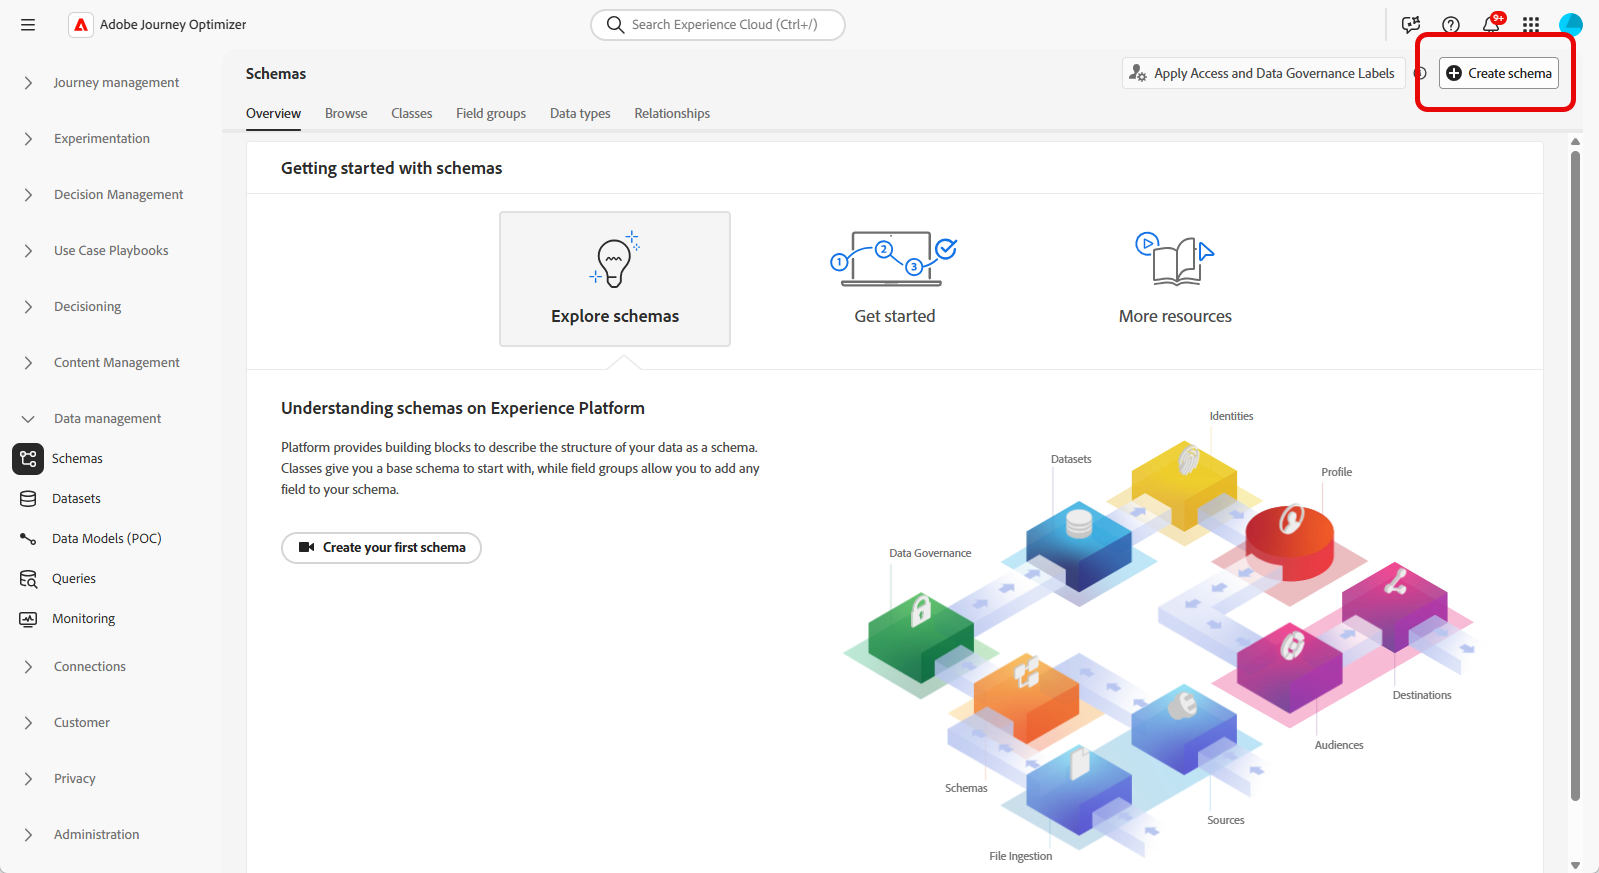 Adobe Journey Optimizer
Search Experience Cloud (Ctrl+/)
9+
Journey management
Experimentation
Decision Management
Use Case Playbooks
Decisioning
Content Management
Data management
Schemas
Datasets
Data Models (POC)
Queries
Monitoring
Connections
Customer
Privacy
Administration
Schemas
Apply Access and Data Governance Labels
Create schema
Overview Browse Classes Field groups Data types Relationships
Getting started with schemas
1 2 3
Explore schemas
Get started
More resources
Understanding schemas on Experience Platform
Platform provides building blocks to describe the structure of your data as a schema.
Classes give you a base schema to start with, while field groups allow you to add any
field to your schema.
Create your first schema
Identities
Datasets
Profile
Data Governance
Destinations
Audiences
Schemas
Sources
File Ingestion